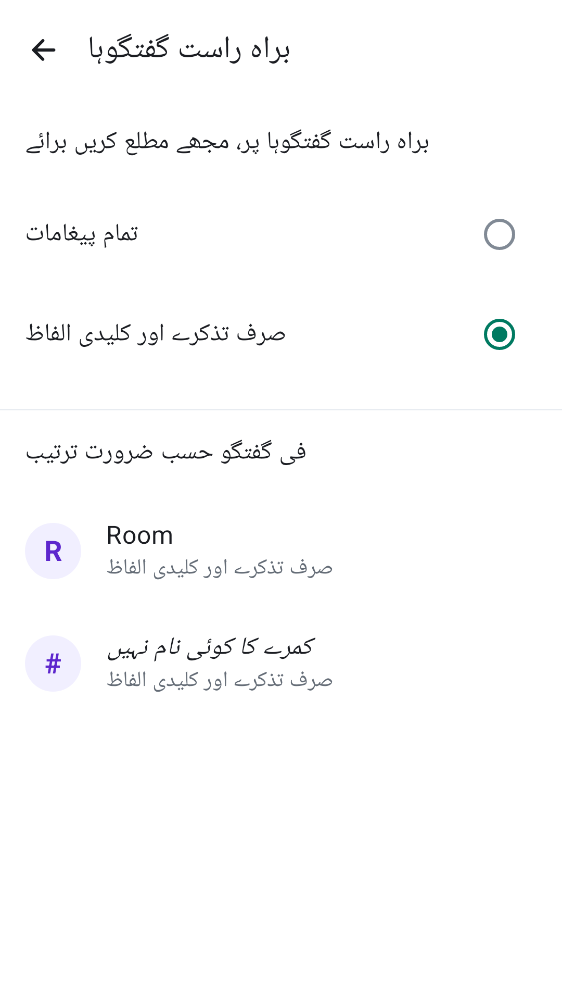 براہ راست گفتگوہا
براہ راست گفتگوہا پر، مجھے مطلع کریں برائے
تمام پیغامات
صرف تذکرے اور کلیدی الفاظ
فی گفتگو حسب ضرورت ترتیب
R
Room
صرف تذکرے اور کلیدی الفاظ
#
کمرے کا کوئی نام نہیں
صرف تذکرے اور کلیدی الفاظ